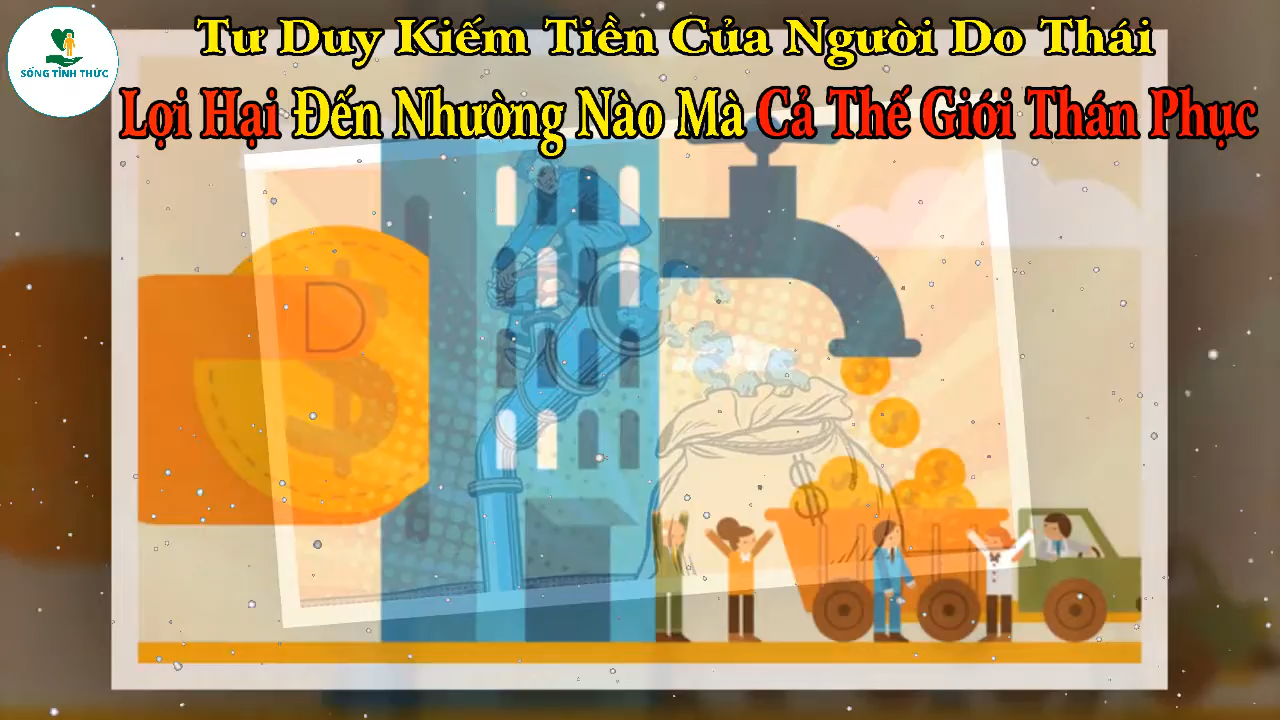 SỐNG TỈNH THỨC
Tư Duy Kiếm Tiền Của Người Do Thái
Lợi Hại Đến Nhường Nào Mà Cả Thế Giới Thán Phục
D
$
$
$
$
$